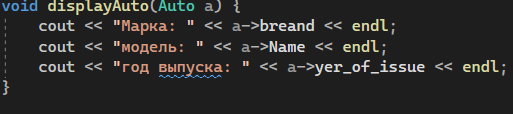 void displayAuto(Auto a) {
cout << "Марка: " << a->breand << endl;
cout << "модель: " << a->Name << endl;
cout << "год выпуска: " << a->yer_of_issue << endl;
}